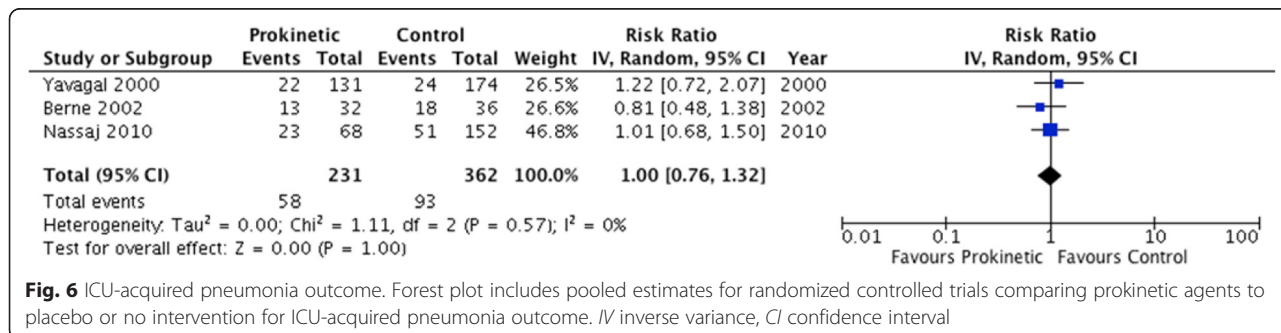 Prokinetic Control Risk Ratio Risk Ratio
Study or Subgroup Events Total Events Total Weight IV, Random, 95% CI Year IV, Random, 95% CI
Yavagal 2000 22 131 24 174 26.5% 1.22 [0.72, 2.07] 2000
Berne 2002 13 32 18 36 26.6% 0.81 [0.48, 1.38] 2002
Nassaj 2010 23 68 51 152 46.8% 1.01 [0.68, 1.50] 2010
Total (95% CI) 231 362 100.0% 1.00 [0.76, 1.32]
Total events 58 93
Heterogeneity: Tau² = 0.00; Chi² = 1.11, df = 2 (P = 0.57); I² = 0%
Test for overall effect: Z = 0.00 (P = 1.00)
0.01 0.1 1 10 100
Favours Prokinetic Favours Control
Fig. 6 ICU-acquired pneumonia outcome. Forest plot includes pooled estimates for randomized controlled trials comparing prokinetic agents to
placebo or no intervention for ICU-acquired pneumonia outcome. IV inverse variance, CI confidence interval